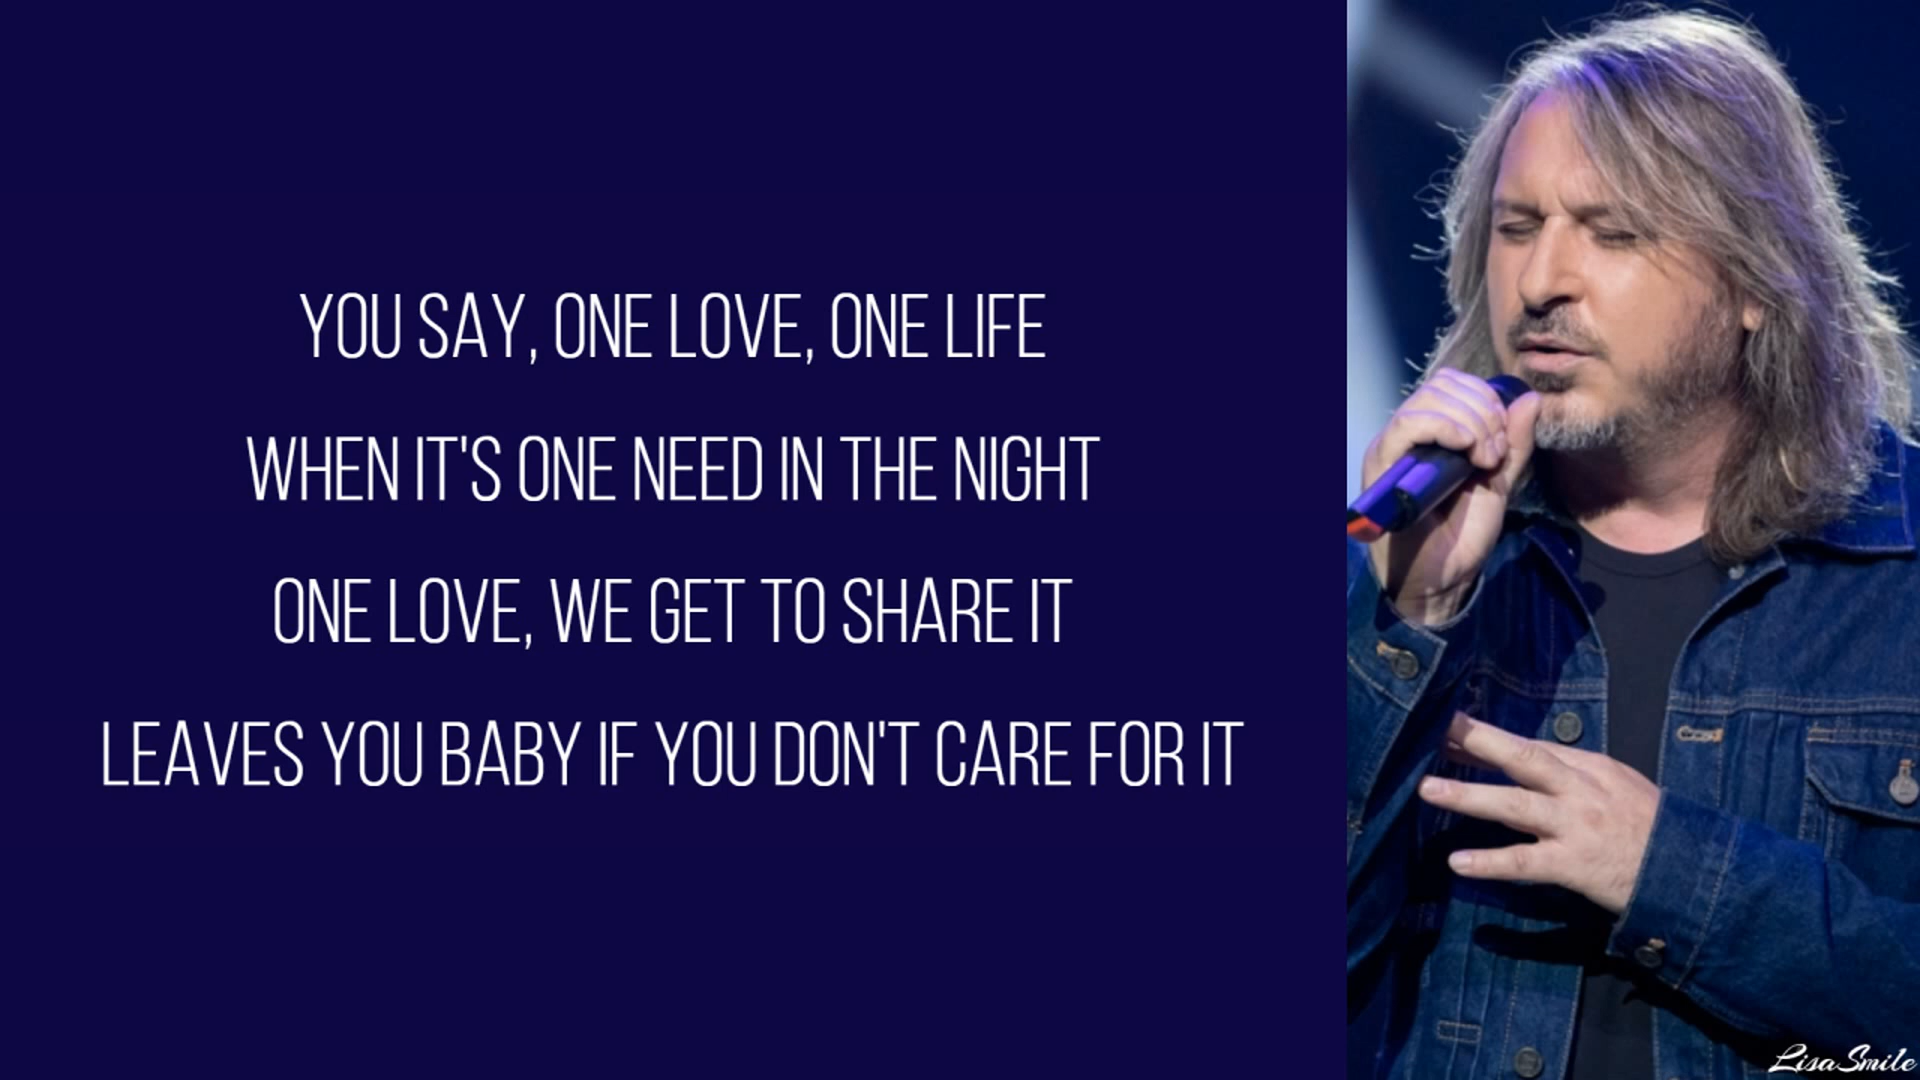 YOU SAY, ONE LOVE, ONE LIFE
WHEN IT'S ONE NEED IN THE NIGHT
ONE LOVE, WE GET TO SHARE IT
LEAVES YOU BABY IF YOU DON'T CARE FOR IT
LisaSmile